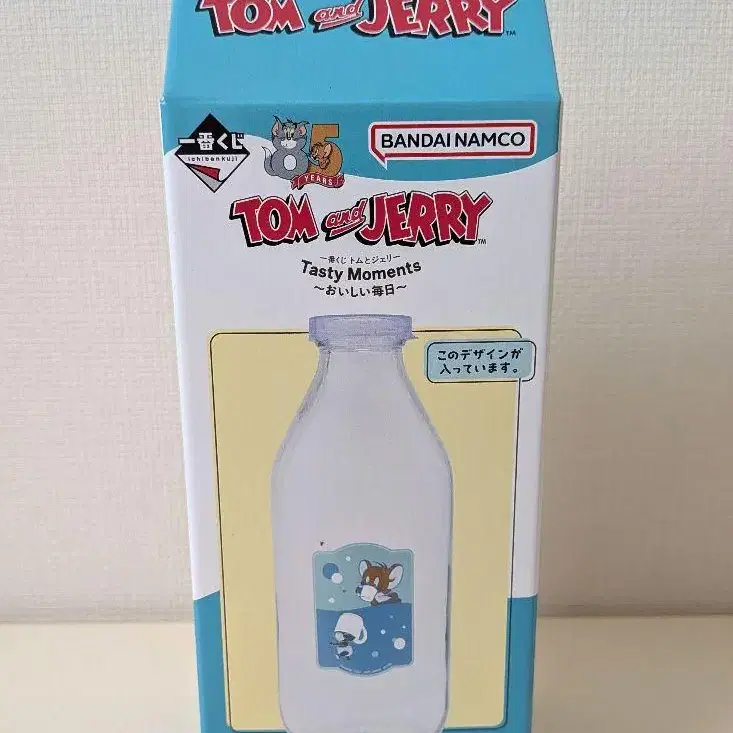 TOM and JERRY™
一番くじ
ichibankuji
85
YEARS
BANDAI NAMCO
TOM and JERRY™
一番くじ トムとジェリー
Tasty Moments
～おいしい毎日～
このデザインが
入っています。